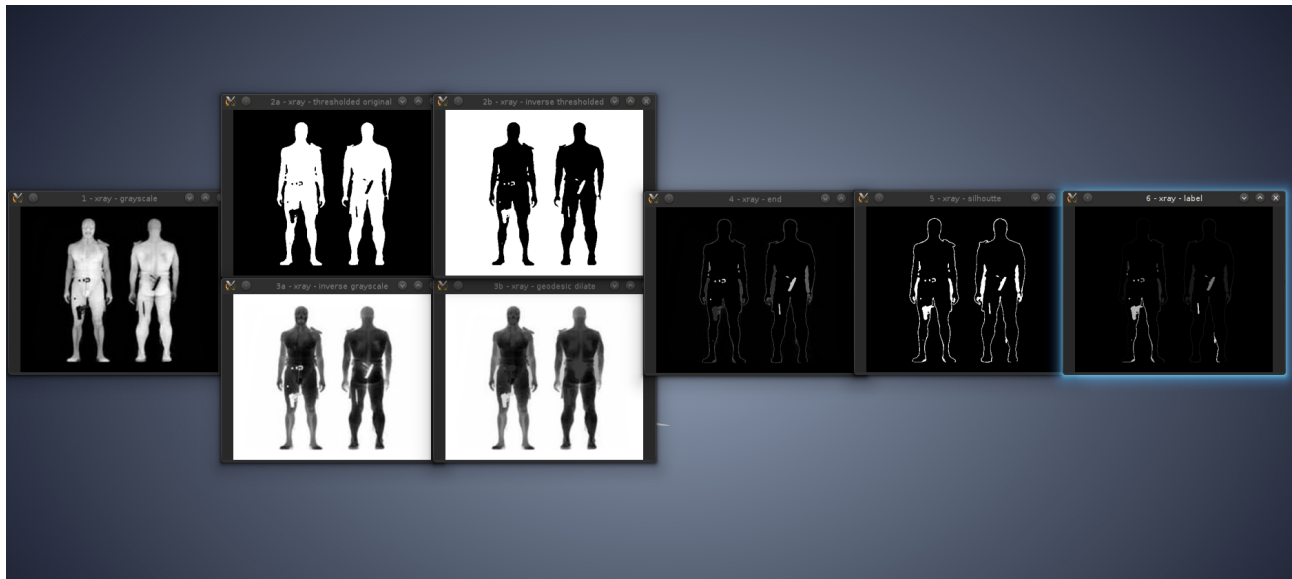 1 - xray - grayscale
2a - xray - thresholded original
2b - xray - inverse thresholded
3a - xray - inverse grayscale
3b - xray - geodesic dilate
4 - xray - end
5 - xray - silhoutte
6 - xray - label